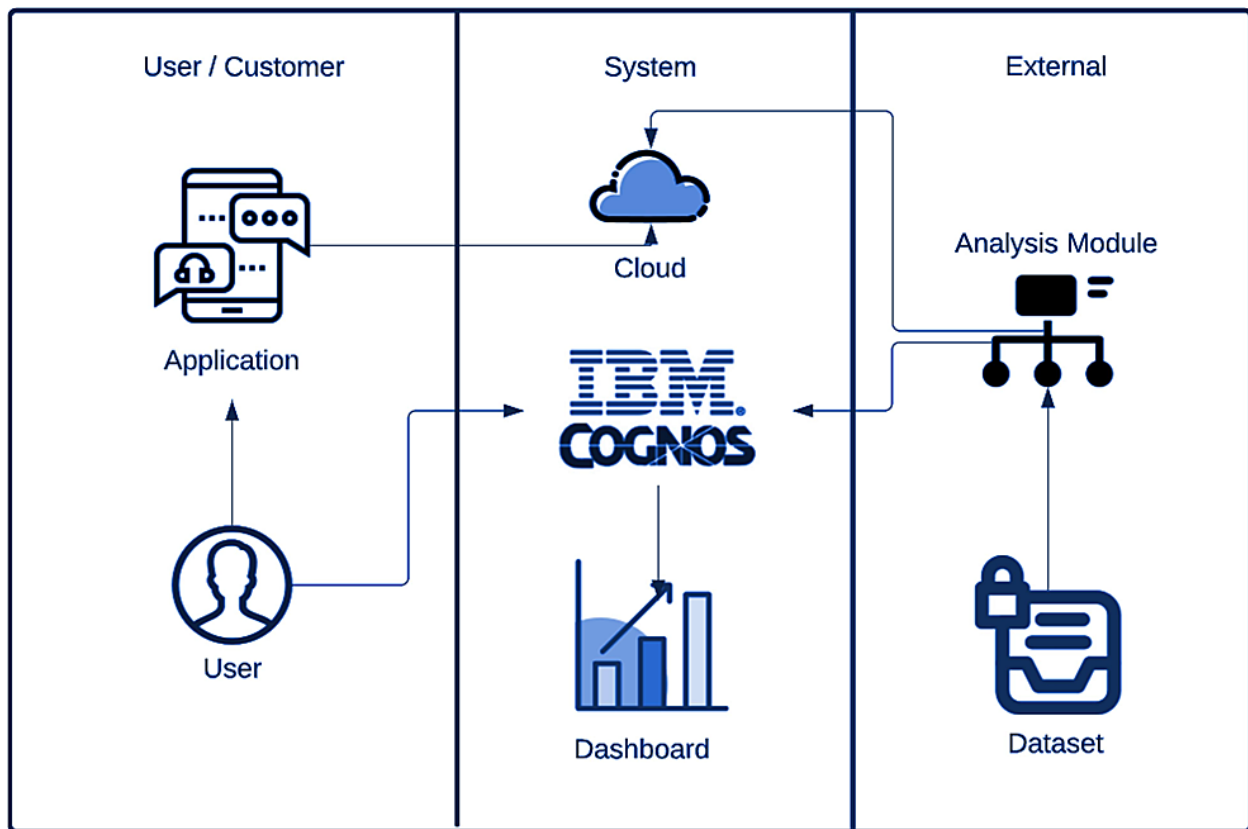 User / Customer
System
External
Analysis Module
Cloud
Application
IBM®
COGNOS
User
Dashboard
Dataset